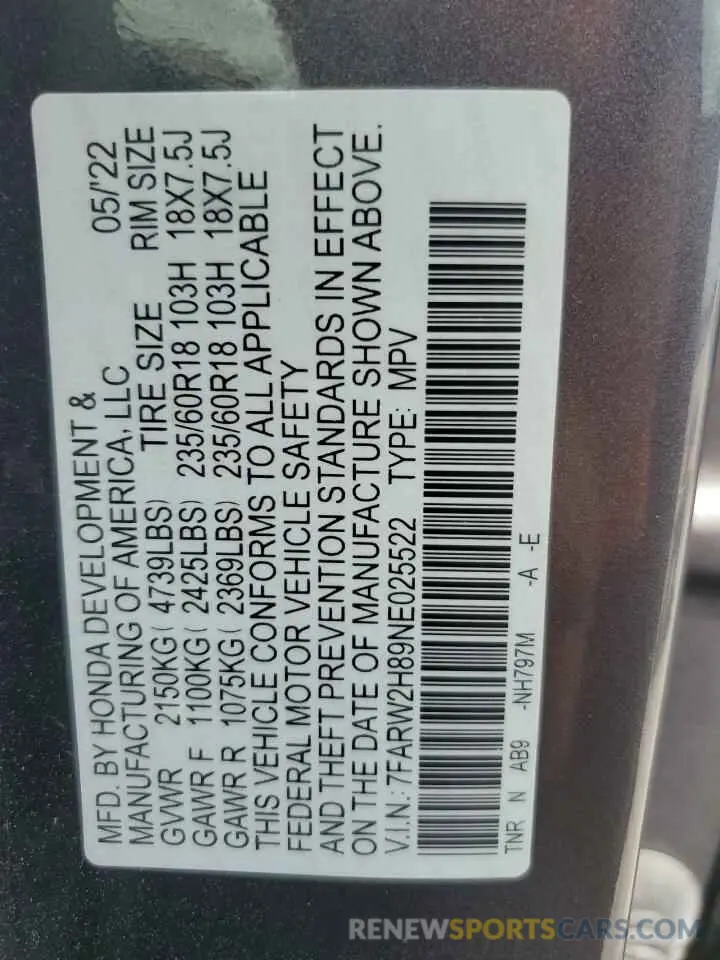 MFD. BY HONDA DEVELOPMENT &
MANUFACTURING OF AMERICA, LLC 05/'22
GVWR 2150KG( 4739LBS) TIRE SIZE RIM SIZE
GAWR F 1100KG( 2425LBS) 235/60R18 103H 18X7.5J
GAWR R 1075KG( 2369LBS) 235/60R18 103H 18X7.5J
THIS VEHICLE CONFORMS TO ALL APPLICABLE
FEDERAL MOTOR VEHICLE SAFETY
AND THEFT PREVENTION STANDARDS IN EFFECT
ON THE DATE OF MANUFACTURE SHOWN ABOVE.
V.I.N.: 7FARW2H89NE025522 TYPE: MPV
TNR N AB9 -NH797M -A -E
RENEWSPORTSCARS.COM